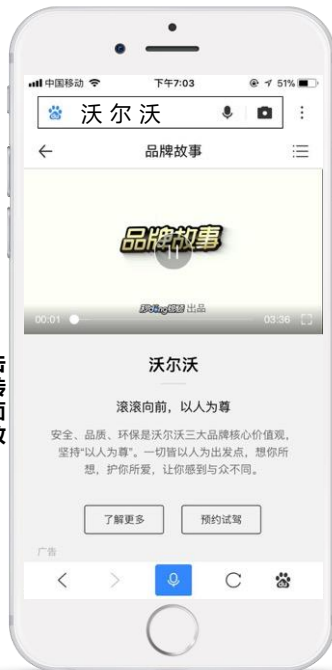 中国移动 下午7:03 51%
沃尔沃
品牌故事
品牌故事
出品
00:01 03:36
沃尔沃
滚滚向前，以人为尊
安全、品质、环保是沃尔沃三大品牌核心价值观，
坚持“以人为尊”。一切皆以人为出发点，想你所
想，护你所爱，让你感到与众不同。
了解更多 预约试驾
广告